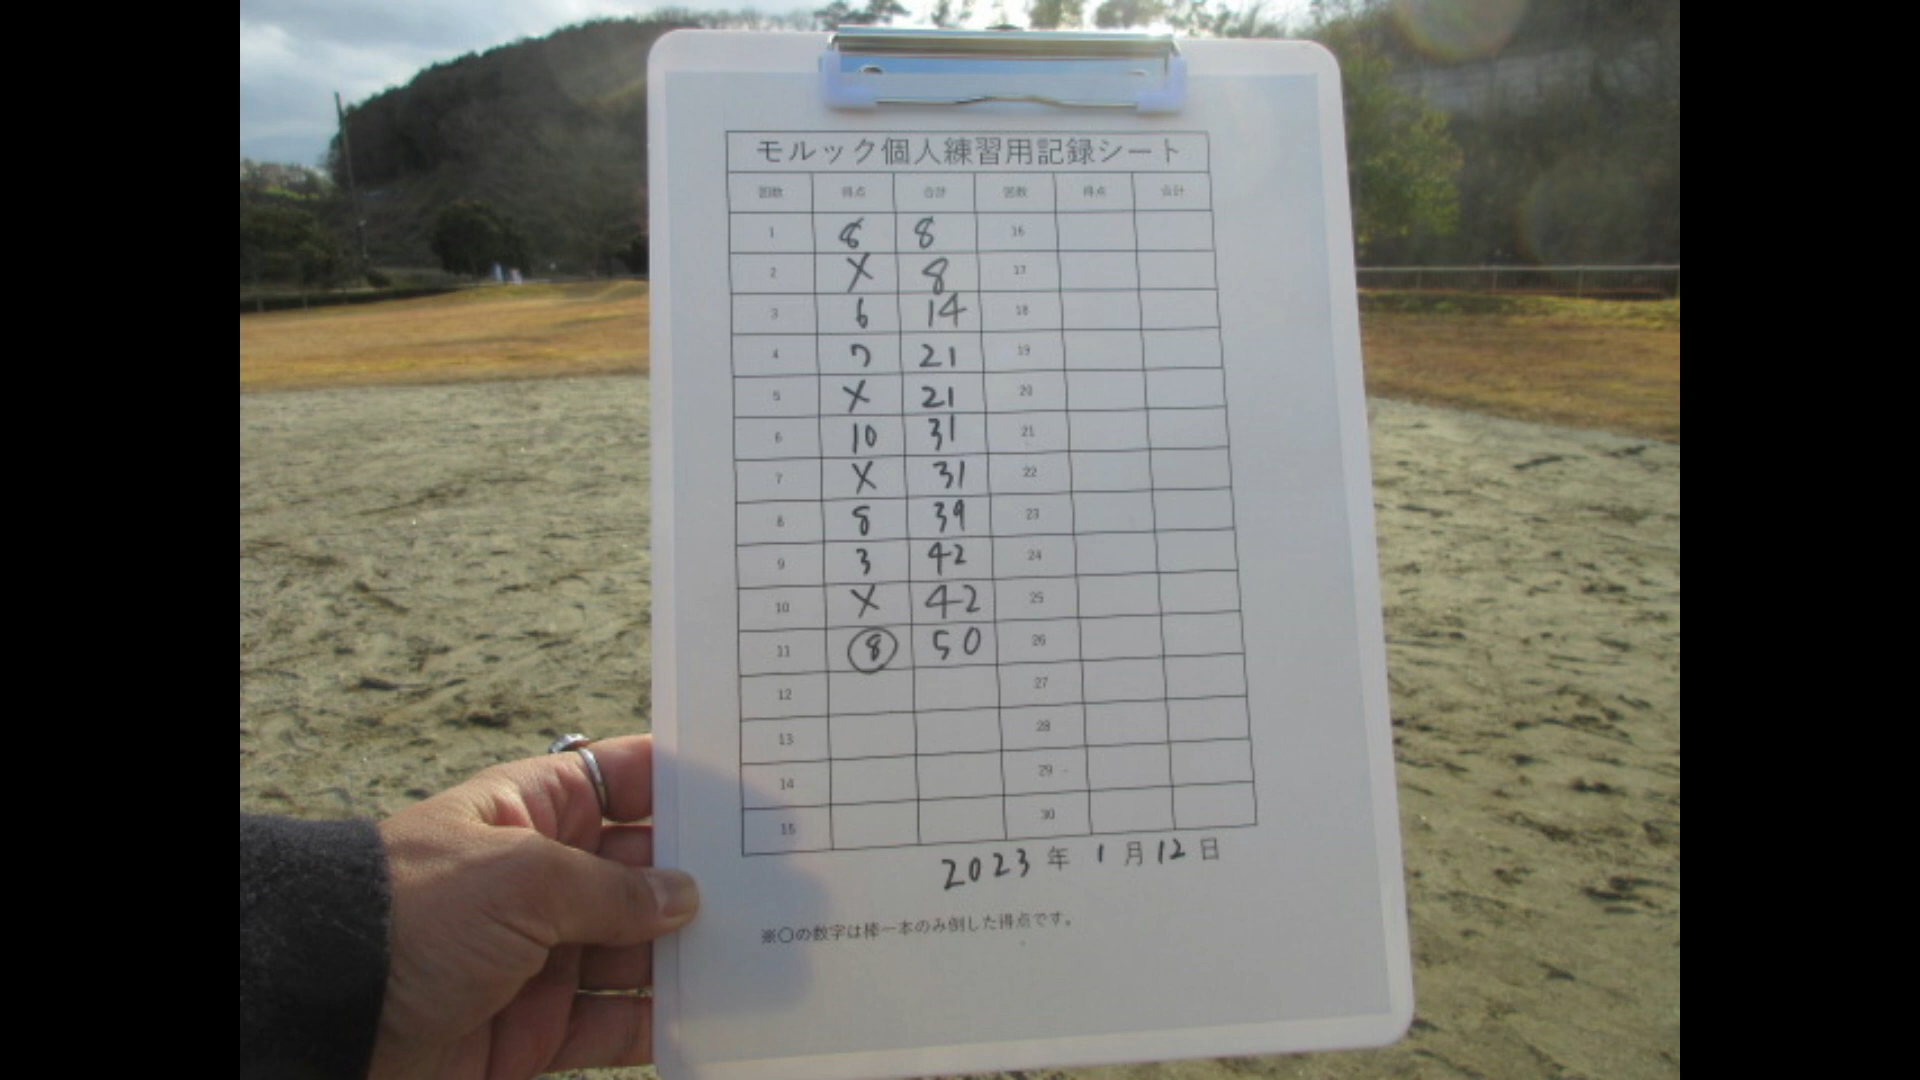 モルック個人練習用記録シート
回数 得点 合計 回数 得点 合計
1 8 8 16
2 X 8 17
3 6 14 18
4 7 21 19
5 X 21 20
6 10 31 21
7 X 31 22
8 8 39 23
9 3 42 24
10 X 42 25
11 ⑧ 50 26
12 27
13 28
14 29
15 30
2023年1月12日
※〇の数字は棒一本のみ倒した得点です。